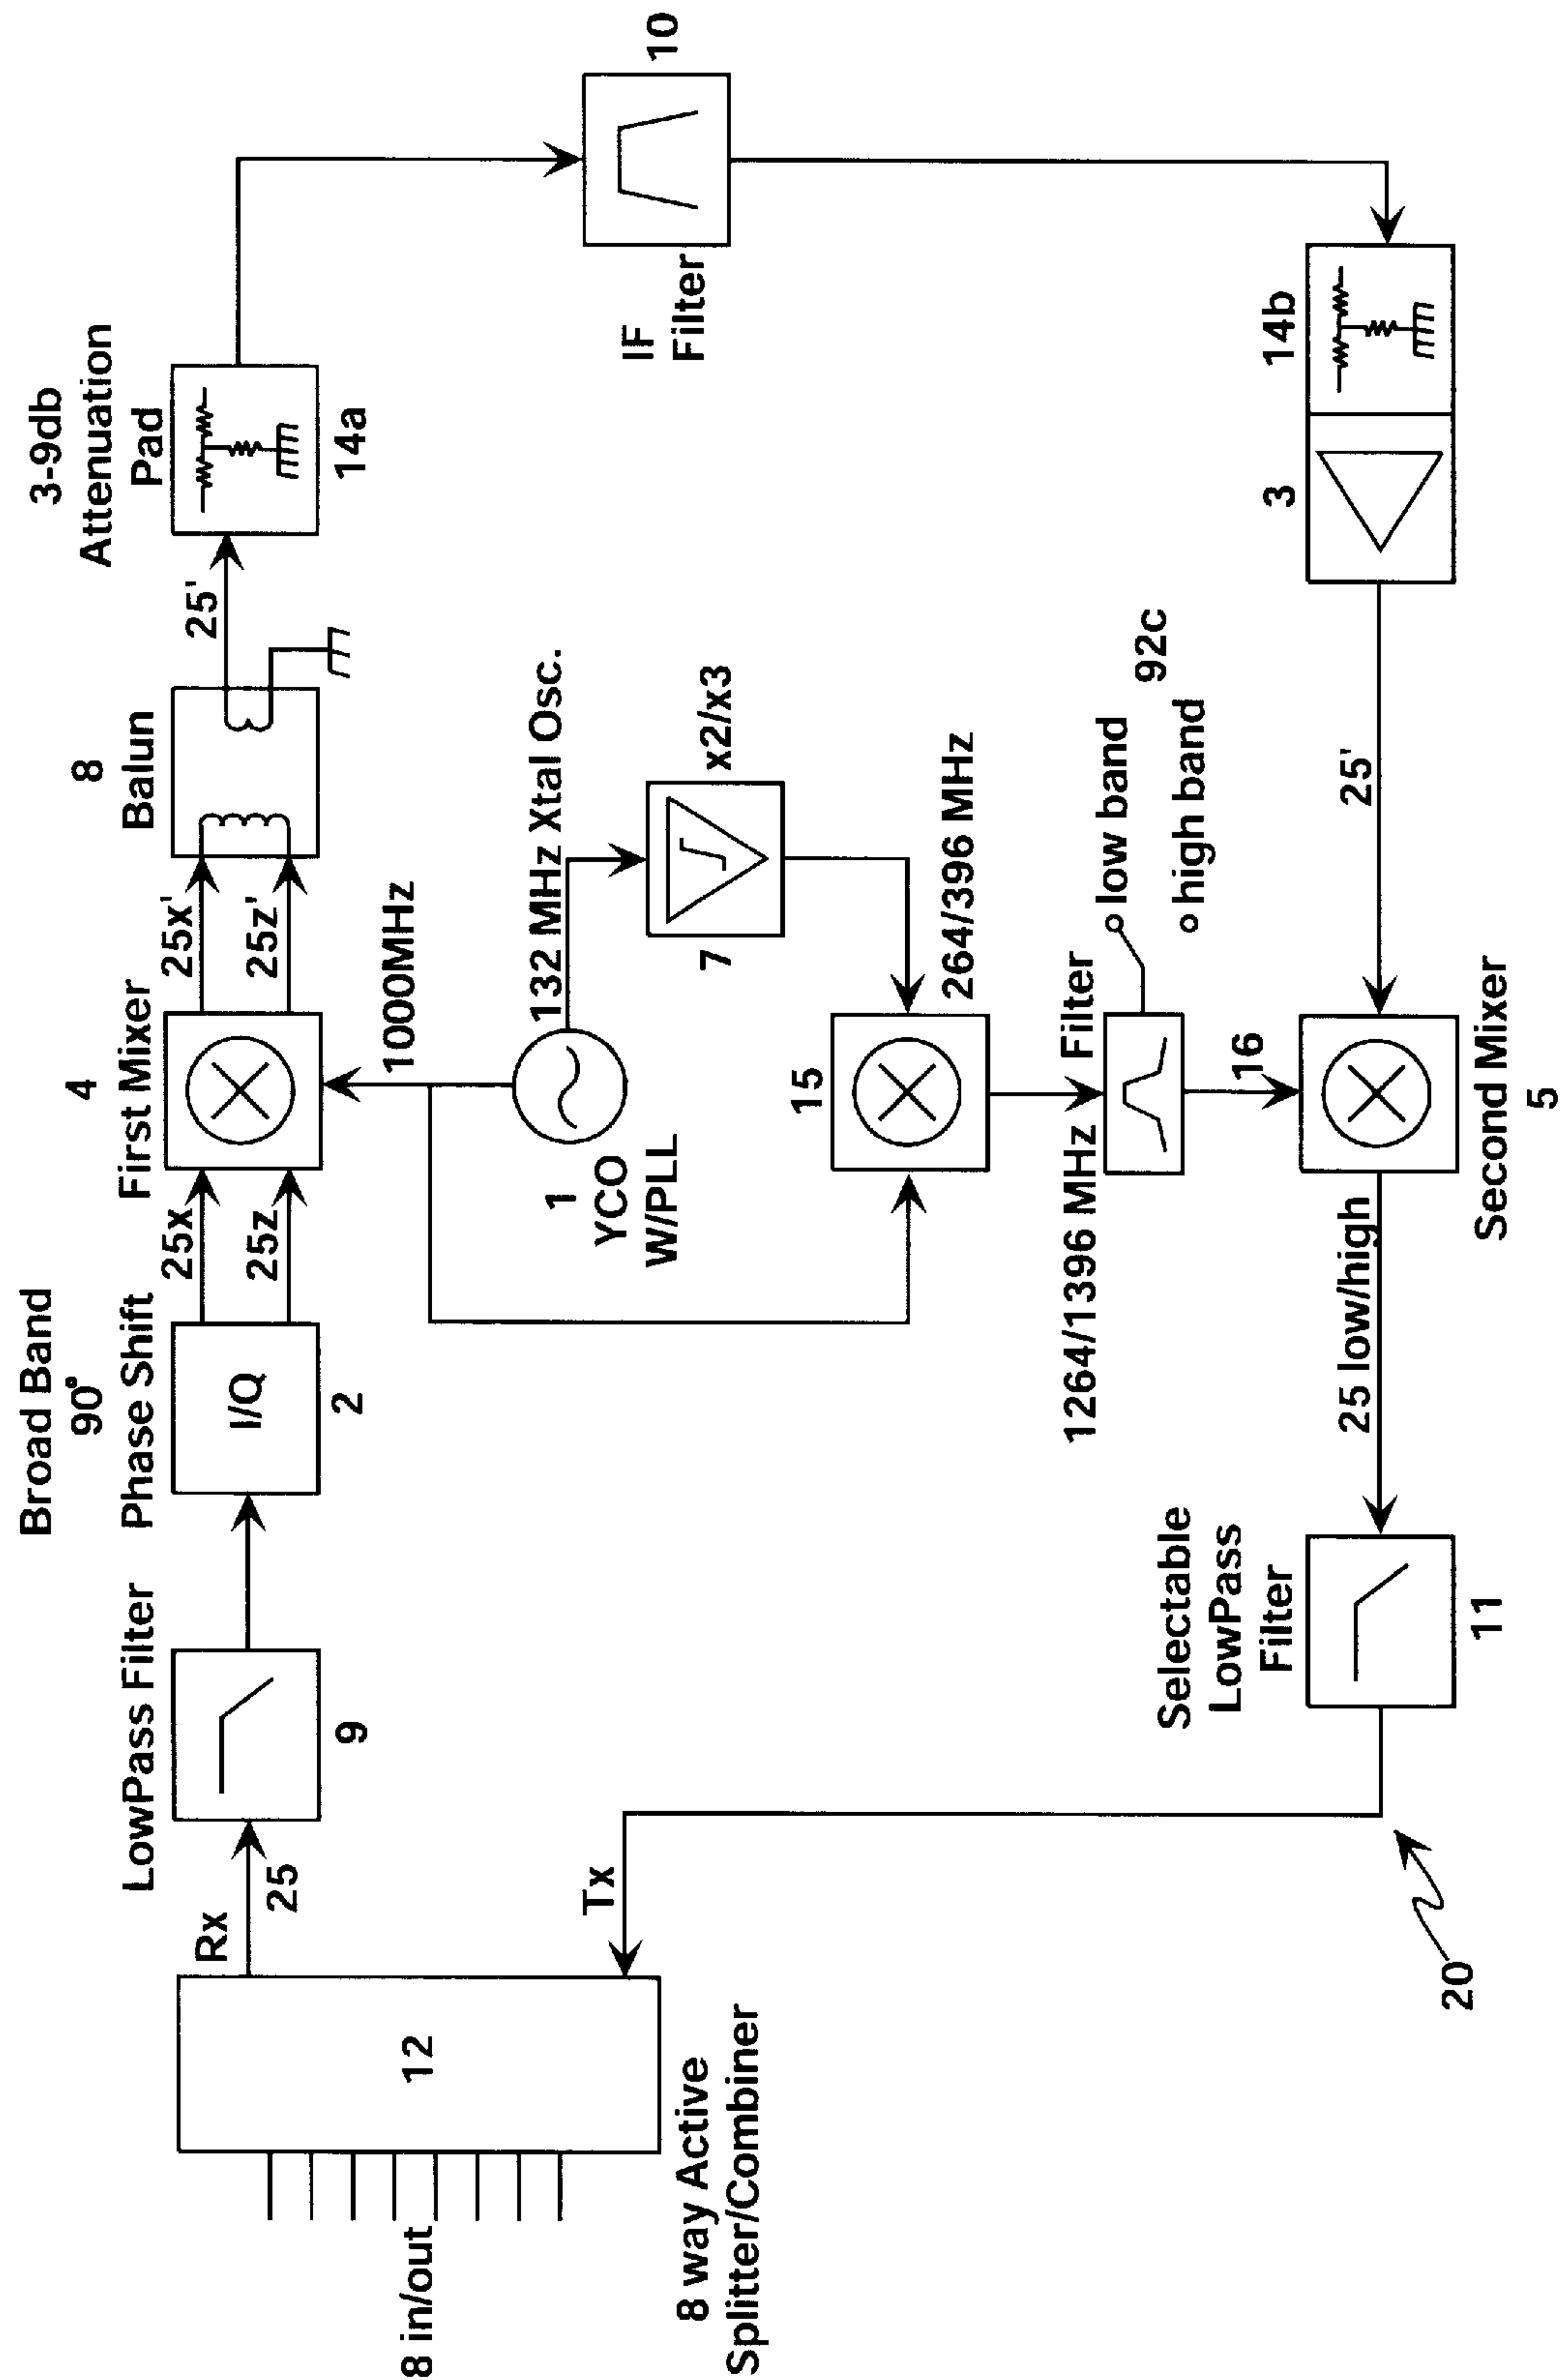 8 in/out
12
8 way Active
Splitter/Combiner
Rx
25
Tx
20
LowPass Filter
9
Broad Band
90°
Phase Shift
I/Q
2
25x
25z
4
First Mixer
25x'
25z'
8
Balun
25'
3-9db
Attenuation
Pad
14a
10
IF
Filter
1000MHz
1
YCO
W/PLL
132 MHz Xtal Osc.
7
x2/x3
264/396 MHz
15
1264/1396 MHz Filter
low band
high band
92c
16
14b
3
25'
Second Mixer
5
25 low/high
Selectable
LowPass
Filter
11